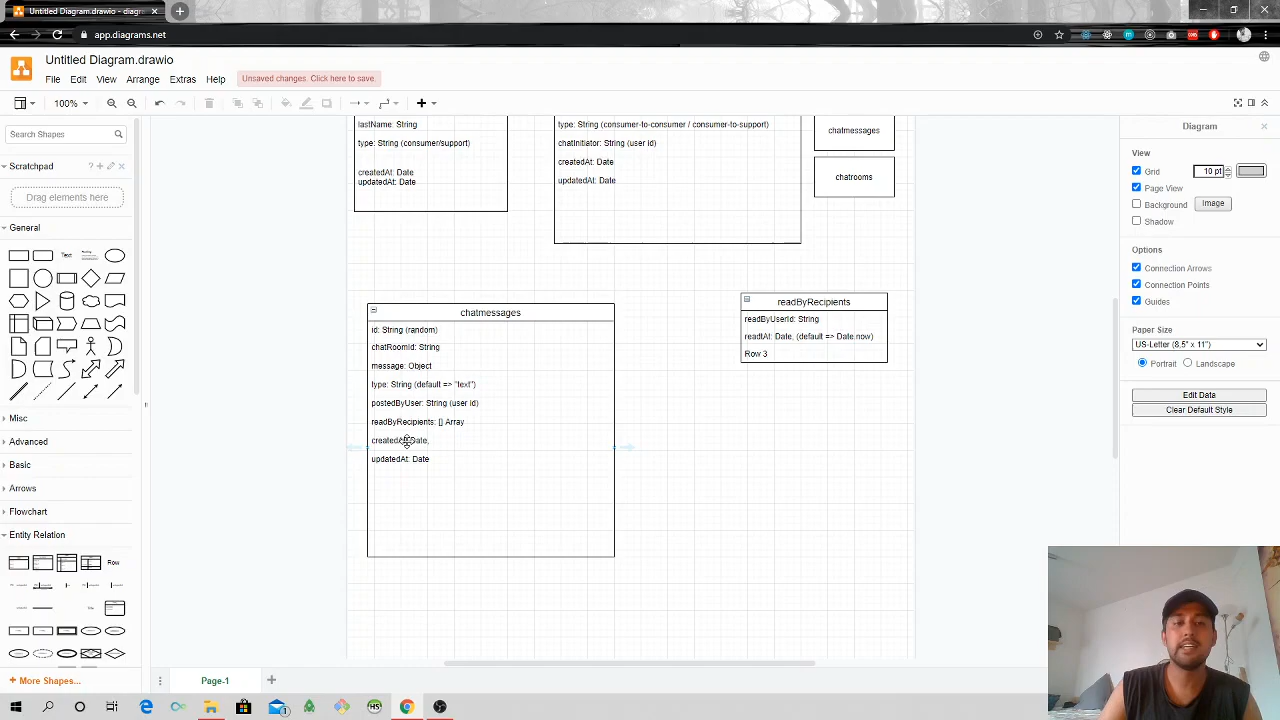 Untitled Diagram.drawio - diagra
app.diagrams.net
Untitled Diagram.drawio
File Edit View Arrange Extras Help
Unsaved changes. Click here to save.
100%
Search Shapes
Scratchpad
Drag elements here
General
Text
Misc
Advanced
Basic
Arrows
Flowchart
Entity Relation
Row
+ More Shapes...
lastName: String
type: String (consumer/support)
createdAt: Date
updatedAt: Date
type: String (consumer-to-consumer / consumer-to-support)
chatInitiator: String (user id)
createdAt: Date
updatedAt: Date
chatmessages
chatrooms
chatmessages
id: String (random)
chatRoomId: String
message: Object
type: String (default => "text")
postedByUser: String (user id)
readByRecipients: [] Array
updatedAt: Date
readByRecipients
readByUserId: String
readtAt: Date, (default => Date.now)
Row 3
Page-1
Diagram
View
Grid 10 pt
Page View
Background Image
Shadow
Options
Connection Arrows
Connection Points
Guides
Paper Size
US-Letter (8.5" x 11")
Portrait Landscape
Edit Data
Clear Default Style